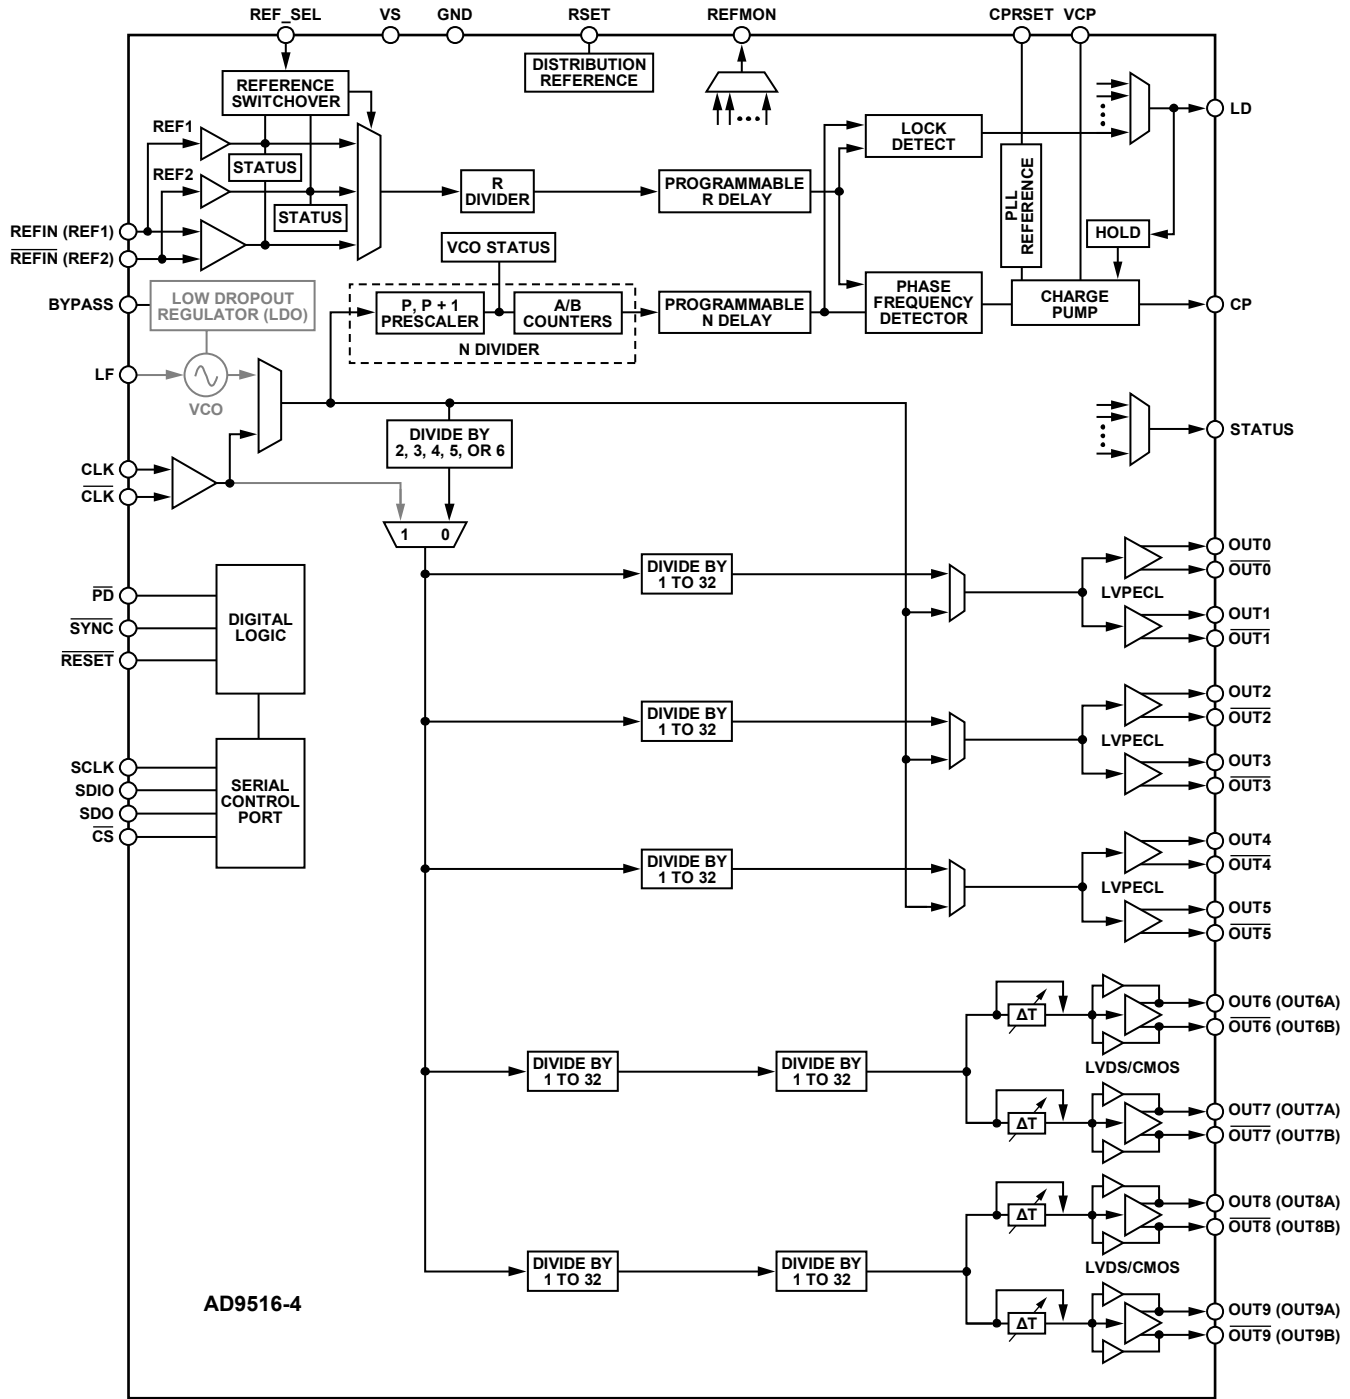 REF_SEL VS GND RSET REFMON CPRSET VCP
DISTRIBUTION
REFERENCE
REFERENCE
SWITCHOVER
REF1
STATUS
REF2
STATUS
R
DIVIDER
PROGRAMMABLE
R DELAY
LOCK
DETECT
LD
PLL
REFERENCE
HOLD
REFIN (REF1)
REFIN (REF2)
VCO STATUS
BYPASS
LOW DROPOUT
REGULATOR (LDO)
P, P + 1
PRESCALER
A/B
COUNTERS
N DIVIDER
PROGRAMMABLE
N DELAY
PHASE
FREQUENCY
DETECTOR
CHARGE
PUMP
CP
LF
VCO
DIVIDE BY
2, 3, 4, 5, OR 6
STATUS
CLK
CLK
1 0
DIVIDE BY
1 TO 32
LVPECL
OUT0
OUT0
OUT1
OUT1
PD
SYNC
RESET
DIGITAL
LOGIC
DIVIDE BY
1 TO 32
LVPECL
OUT2
OUT2
OUT3
OUT3
SCLK
SDIO
SDO
CS
SERIAL
CONTROL
PORT
DIVIDE BY
1 TO 32
LVPECL
OUT4
OUT4
OUT5
OUT5
DIVIDE BY
1 TO 32
DIVIDE BY
1 TO 32
ΔT
ΔT
LVDS/CMOS
OUT6 (OUT6A)
OUT6 (OUT6B)
OUT7 (OUT7A)
OUT7 (OUT7B)
DIVIDE BY
1 TO 32
DIVIDE BY
1 TO 32
ΔT
ΔT
LVDS/CMOS
OUT8 (OUT8A)
OUT8 (OUT8B)
OUT9 (OUT9A)
OUT9 (OUT9B)
AD9516-4